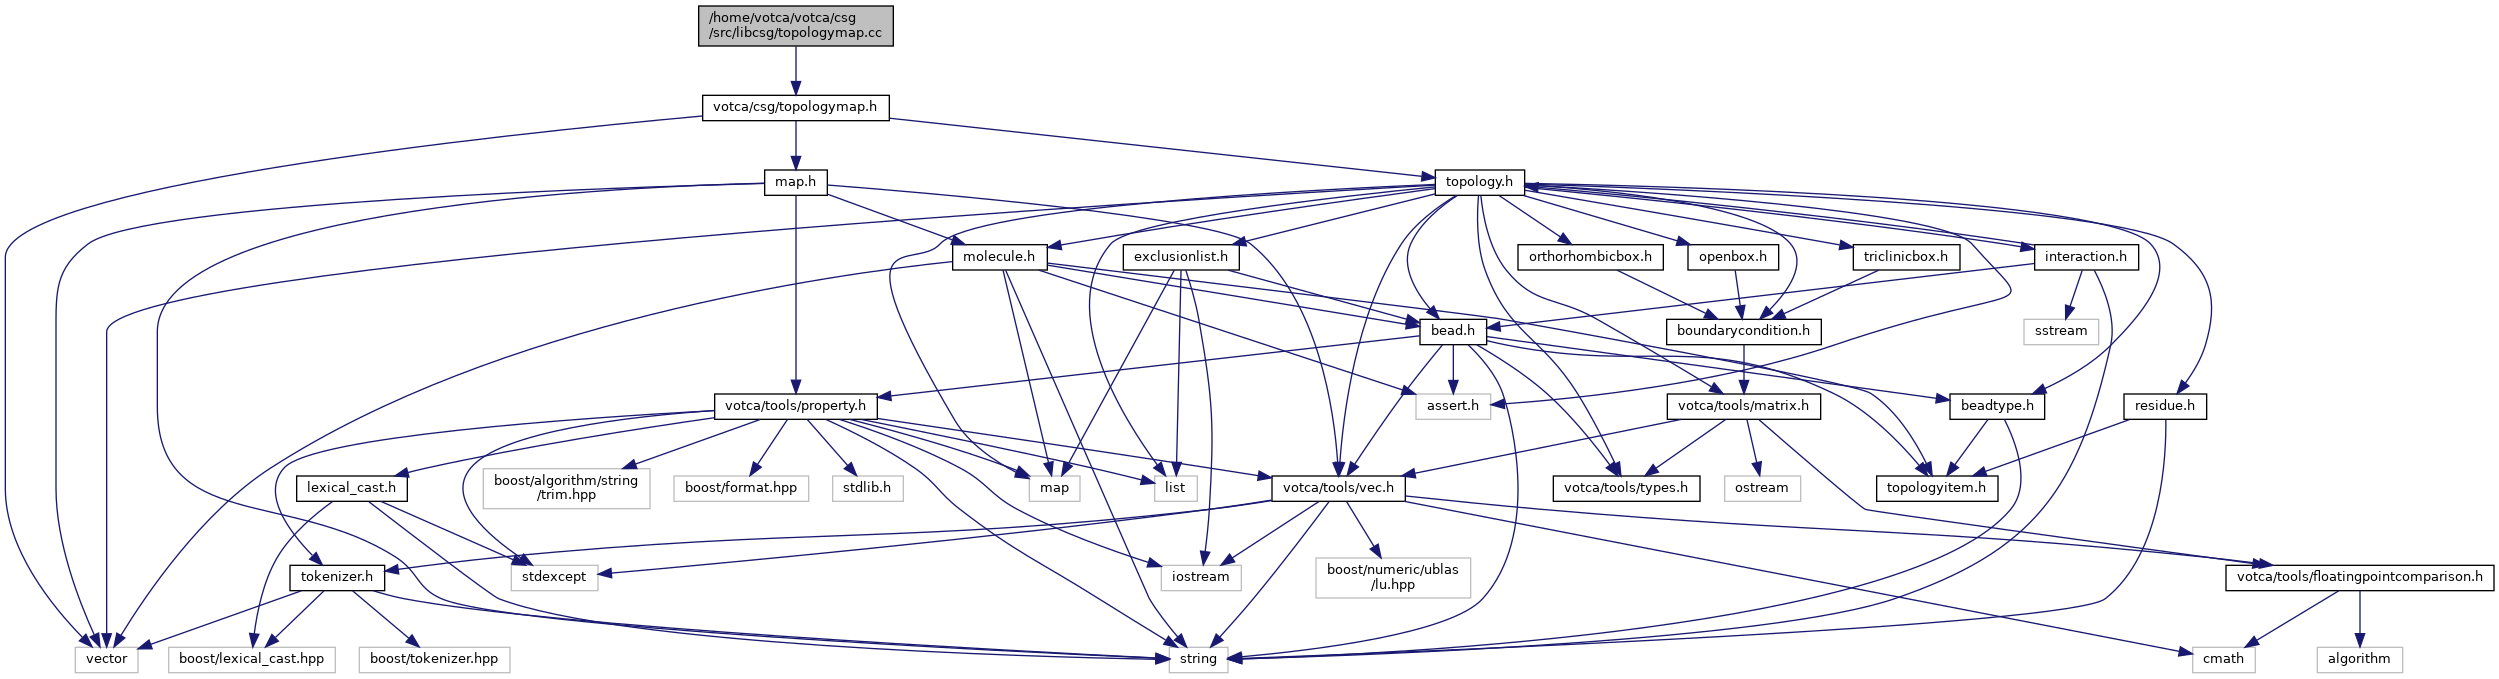 /home/votca/votca/csg
/src/libcsg/topologymap.cc
votca/csg/topologymap.h
map.h
topology.h
molecule.h
exclusionlist.h
orthorhombicbox.h
openbox.h
triclinicbox.h
interaction.h
bead.h
boundarycondition.h
sstream
votca/tools/property.h
assert.h
votca/tools/matrix.h
beadtype.h
residue.h
lexical_cast.h
boost/algorithm/string
/trim.hpp
boost/format.hpp
stdlib.h
map
list
votca/tools/vec.h
votca/tools/types.h
ostream
topologyitem.h
tokenizer.h
stdexcept
iostream
boost/numeric/ublas
/lu.hpp
votca/tools/floatingpointcomparison.h
vector
boost/lexical_cast.hpp
boost/tokenizer.hpp
string
cmath
algorithm